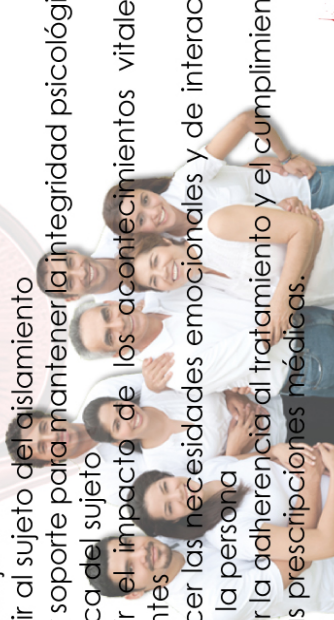 ir al sujeto del aislamiento
soporte para mantener la integridad psicológi
ca del sujeto
r el impacto de los acontecimientos vitale
ntes
cer las necesidades emocionales y de interac
la persona
r la adherencia al tratamiento y el cumplimien
s prescripciones médicas.